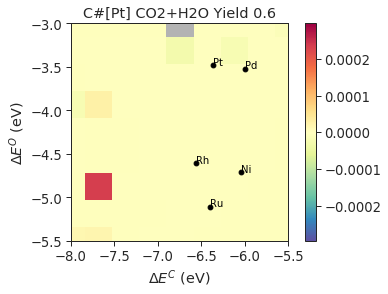 C#[Pt] CO2+H2O Yield 0.6
−3.0
−3.5
−4.0
−4.5
−5.0
−5.5
ΔE^O (eV)
Pt
Pd
Rh
Ni
Ru
−8.0 −7.5 −7.0 −6.5 −6.0 −5.5
ΔE^C (eV)
0.0002
0.0001
0.0000
−0.0001
−0.0002